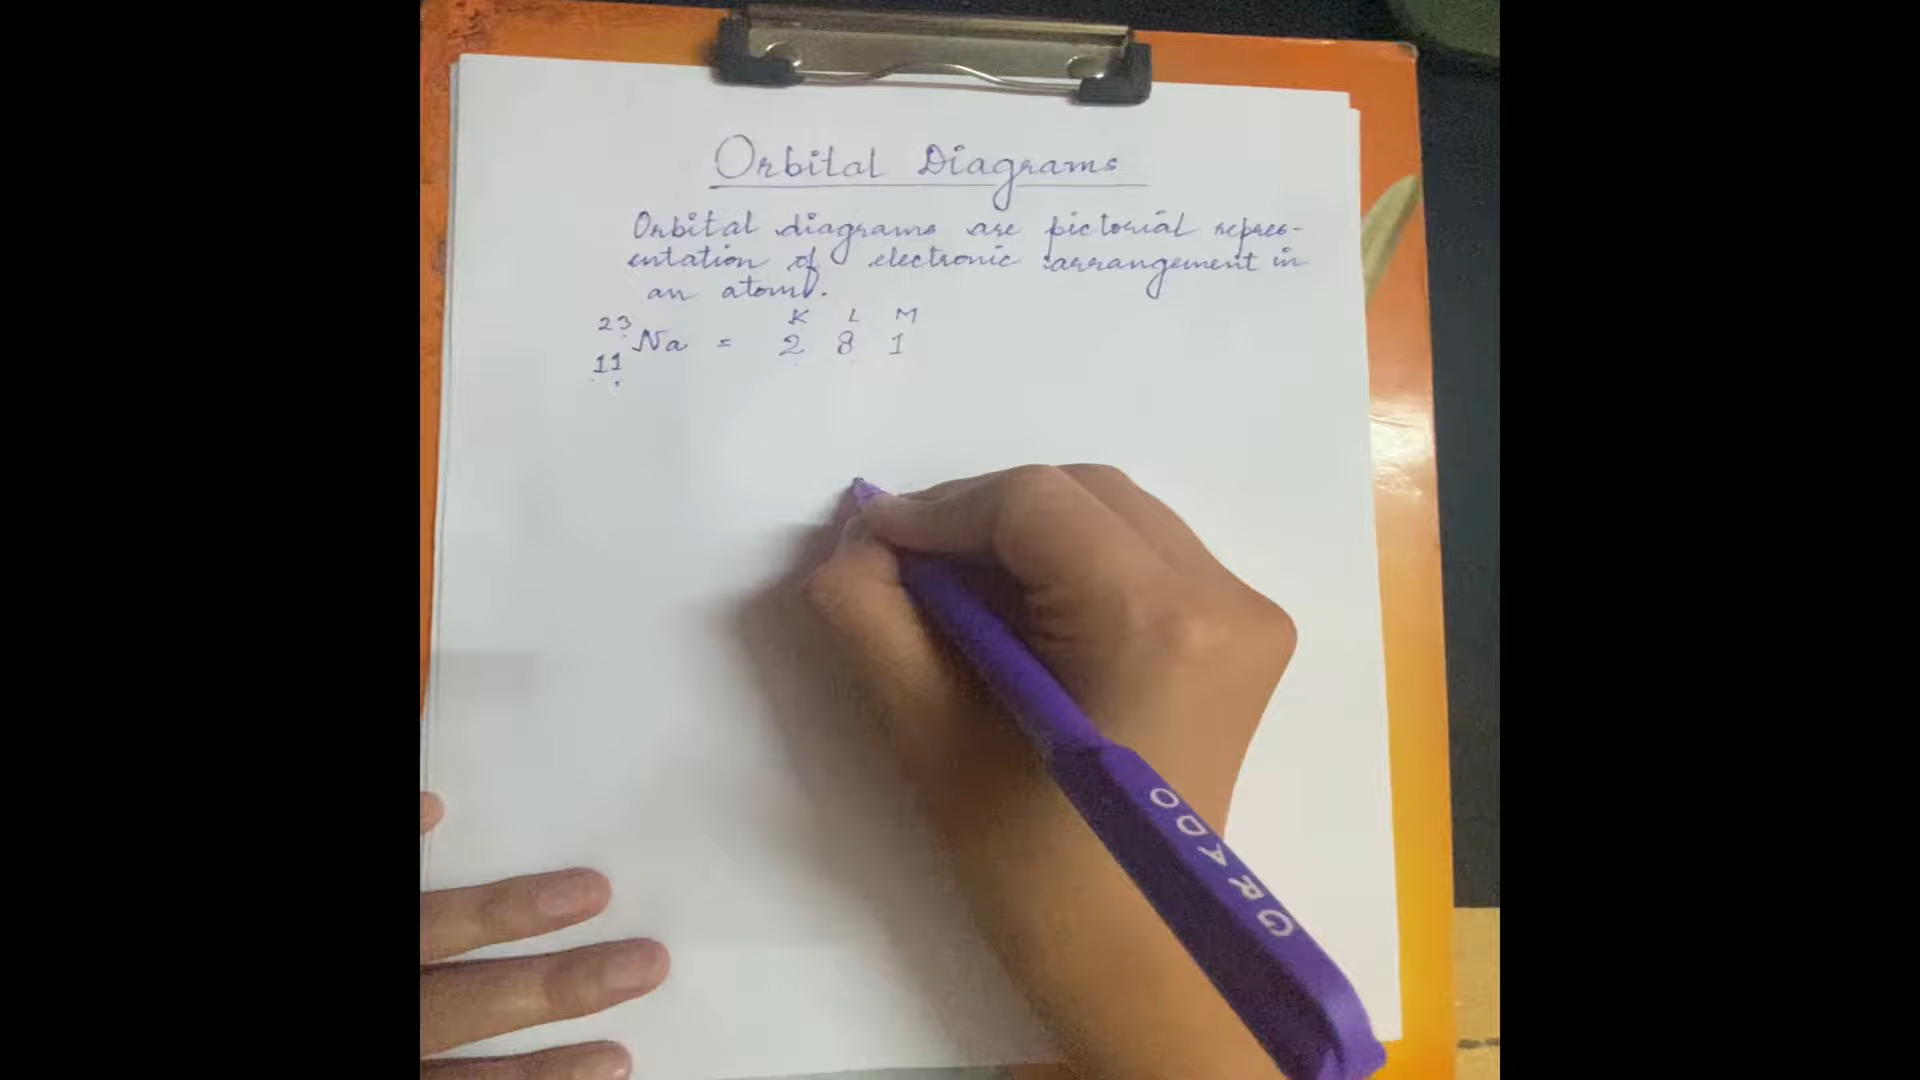 Orbital Diagrams
Orbital diagrams are pictorial repres-
entation of electronic arrangement in
an atom.
K L M
23
Na = 2 8 1
11
GRADO